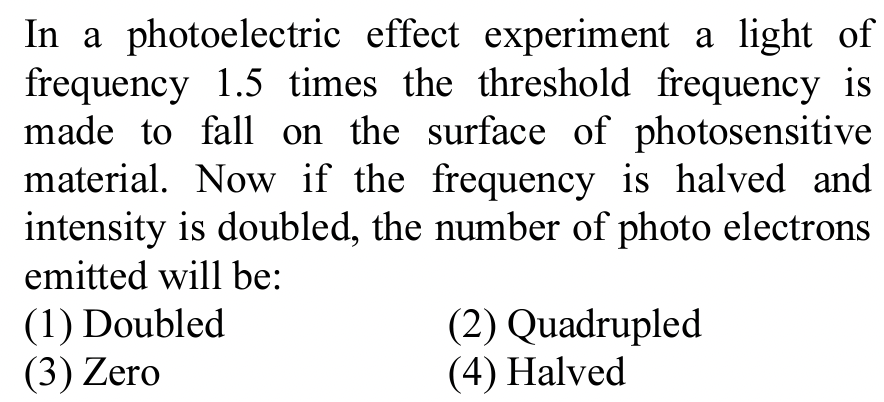 In a photoelectric effect experiment a light of
frequency 1.5 times the threshold frequency is
made to fall on the surface of photosensitive
material. Now if the frequency is halved and
intensity is doubled, the number of photo electrons
emitted will be:
(1) Doubled (2) Quadrupled
(3) Zero (4) Halved